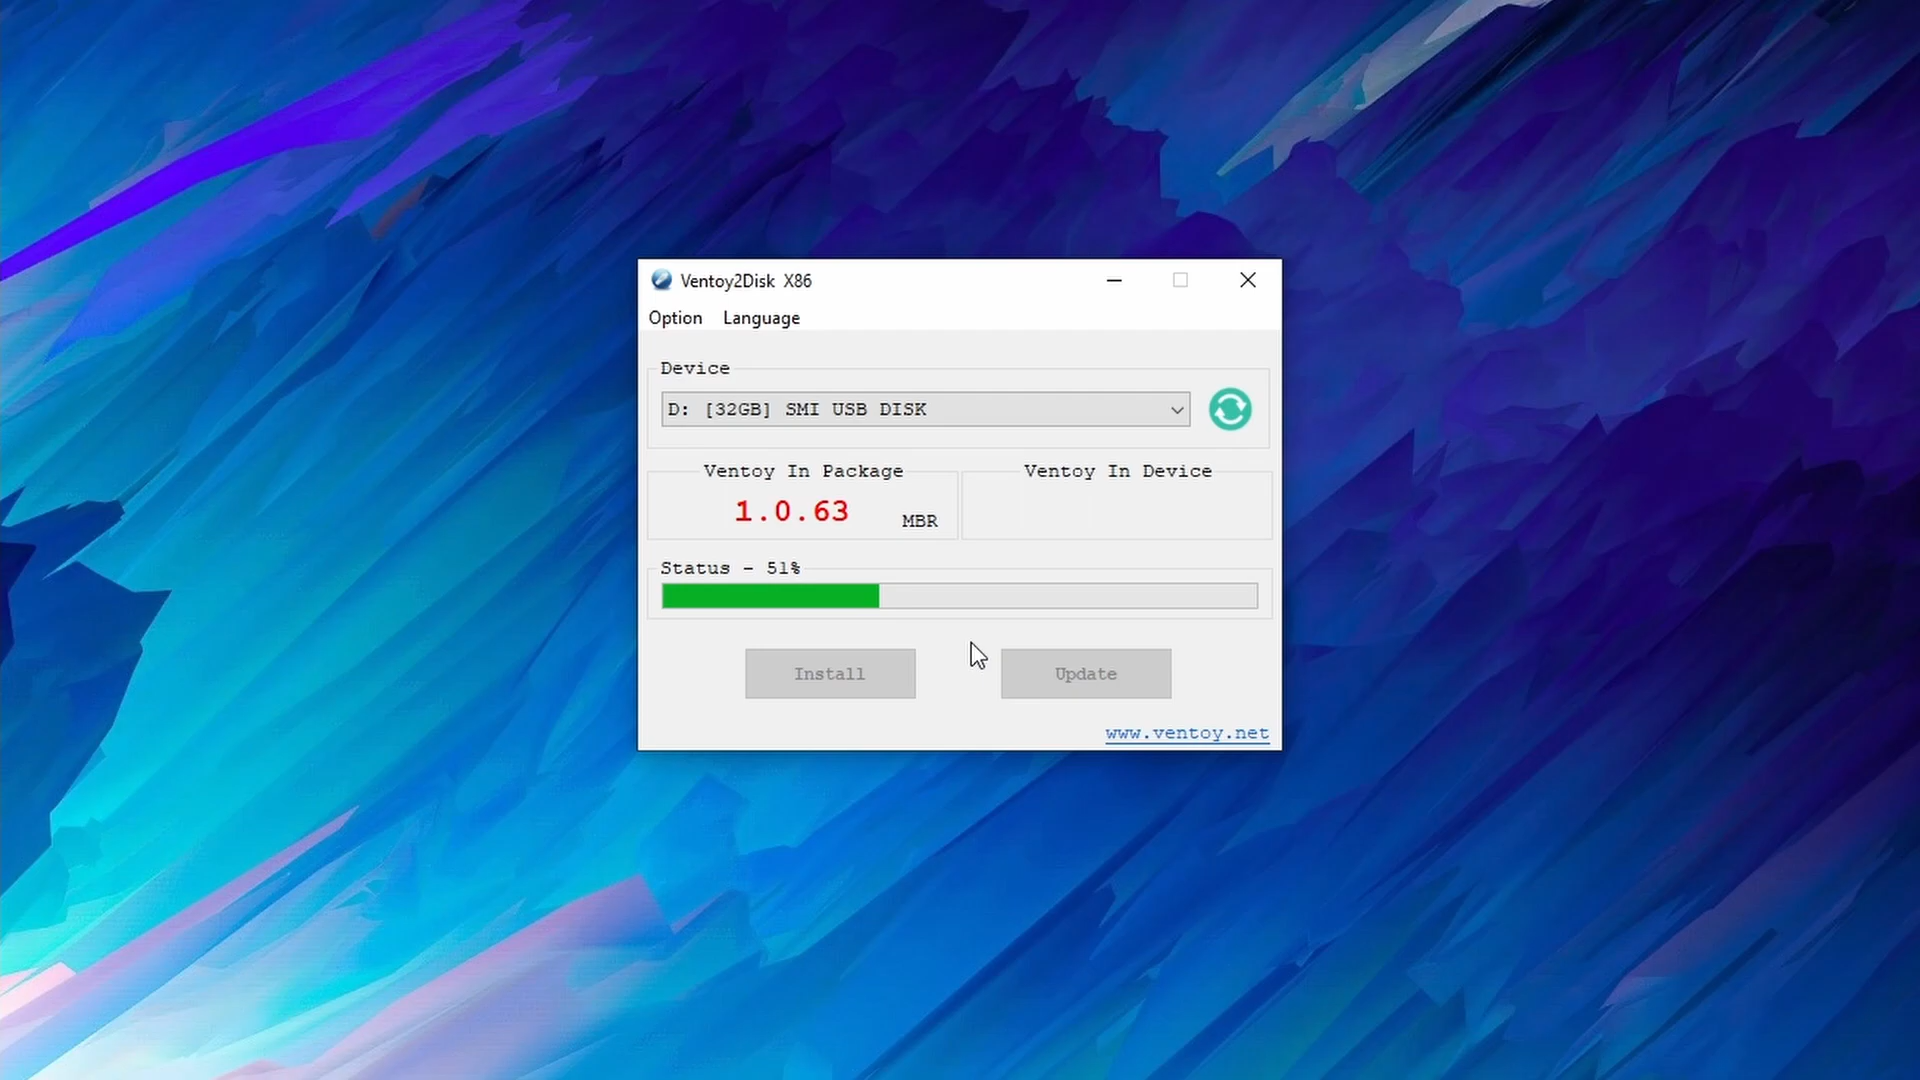 Ventoy2Disk X86
Option Language
Device
D: [32GB] SMI USB DISK
Ventoy In Package
1.0.63 MBR
Ventoy In Device
Status - 51%
Install
Update
www.ventoy.net